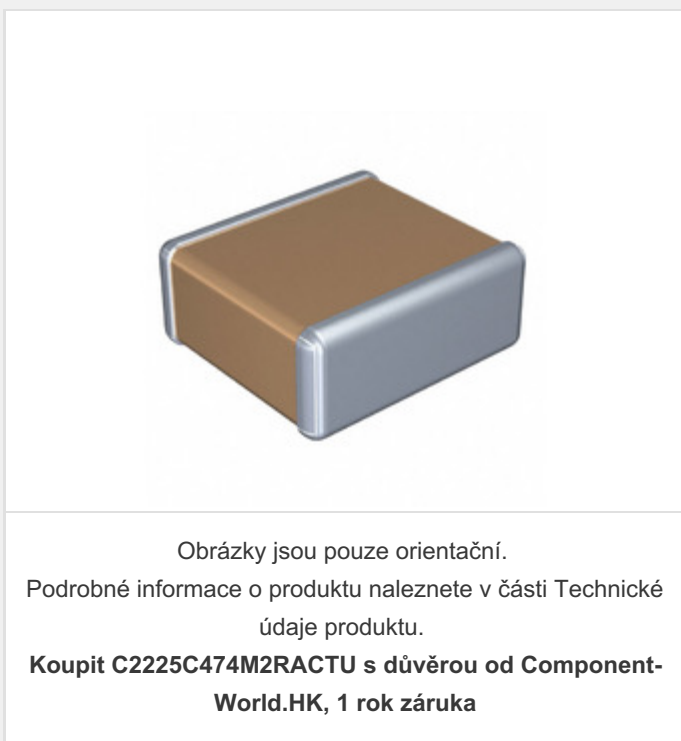 Obrázky jsou pouze orientační.
Podrobné informace o produktu naleznete v části Technické
údaje produktu.
Koupit C2225C474M2RACTU s důvěrou od Component-
World.HK, 1 rok záruka